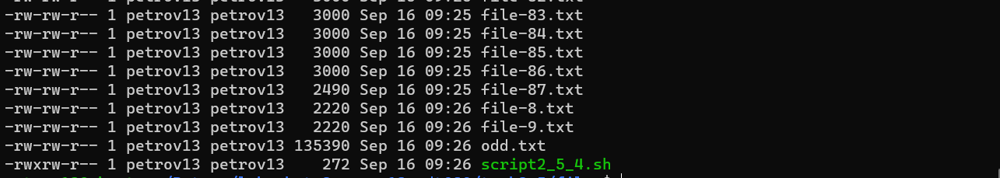 -rw-rw-r-- 1 petrov13 petrov13   3000 Sep 16 09:25 file-83.txt
-rw-rw-r-- 1 petrov13 petrov13   3000 Sep 16 09:25 file-84.txt
-rw-rw-r-- 1 petrov13 petrov13   3000 Sep 16 09:25 file-85.txt
-rw-rw-r-- 1 petrov13 petrov13   3000 Sep 16 09:25 file-86.txt
-rw-rw-r-- 1 petrov13 petrov13   2490 Sep 16 09:25 file-87.txt
-rw-rw-r-- 1 petrov13 petrov13   2220 Sep 16 09:26 file-8.txt
-rw-rw-r-- 1 petrov13 petrov13   2220 Sep 16 09:26 file-9.txt
-rw-rw-r-- 1 petrov13 petrov13 135390 Sep 16 09:26 odd.txt
-rwxrw-r-- 1 petrov13 petrov13    272 Sep 16 09:26 script2_5_4.sh